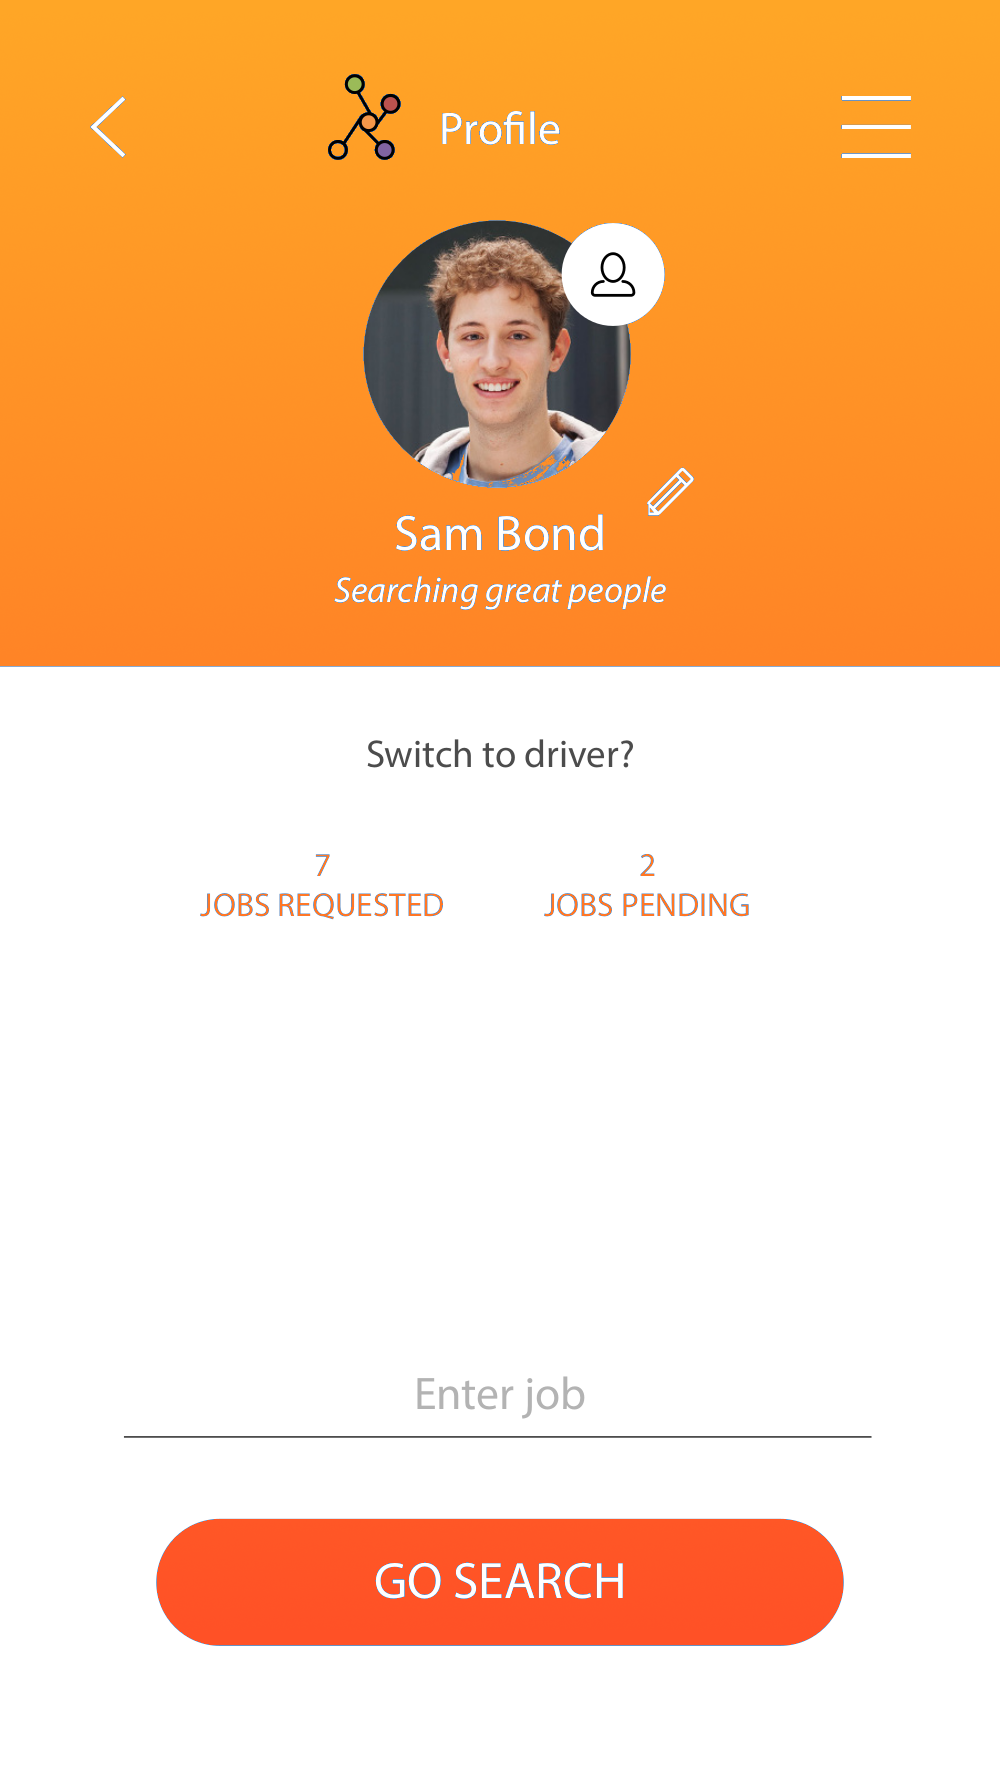 Profile
Sam Bond
Searching great people
Switch to driver?
7
JOBS REQUESTED
2
JOBS PENDING
Enter job
GO SEARCH